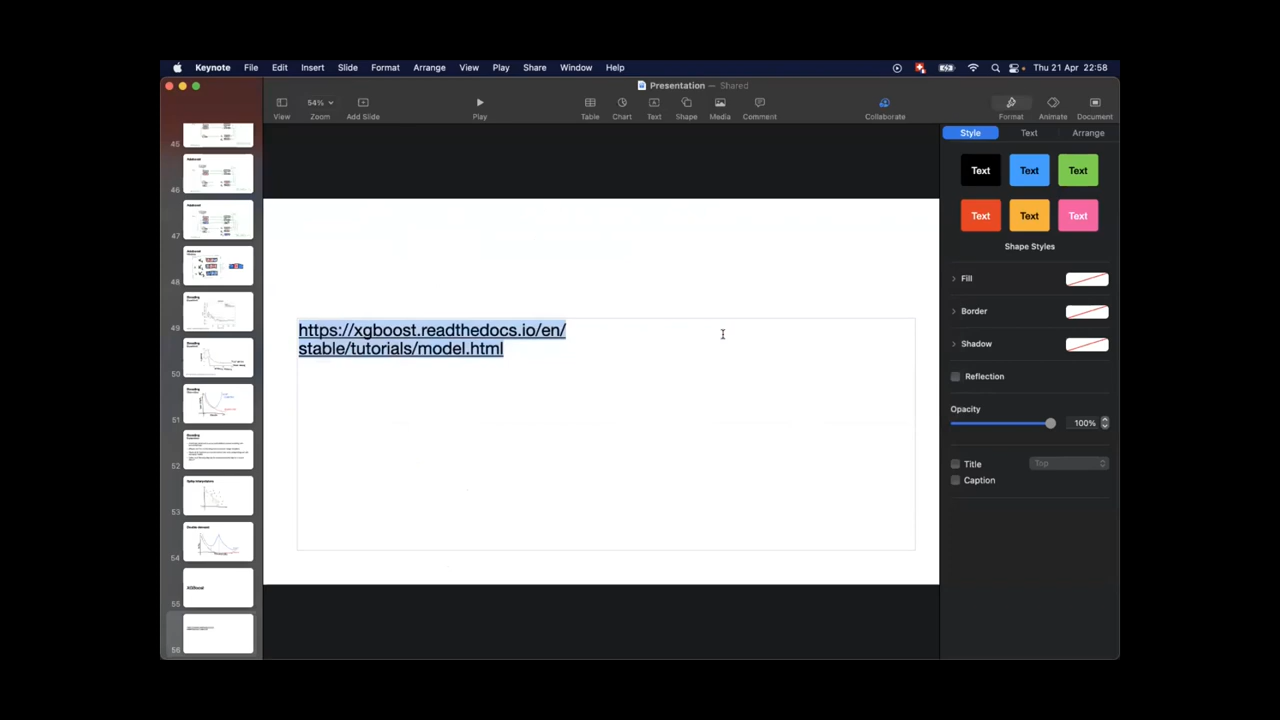 Keynote File Edit Insert Slide Format Arrange View Play Share Window Help Thu 21 Apr 22:58
Presentation — Shared
54%
View Zoom Add Slide Play Table Chart Text Shape Media Comment Collaborate Format Animate Document
Style Text Arrange
45
46
47
48
49
50
51
52
53
54
55
XGBoost
56
https://xgboost.readthedocs.io/en/
stable/tutorials/model.html
Text Text Text
Text Text Text
Shape Styles
Fill
Border
Shadow
Reflection
Opacity
100%
Title Top
Caption